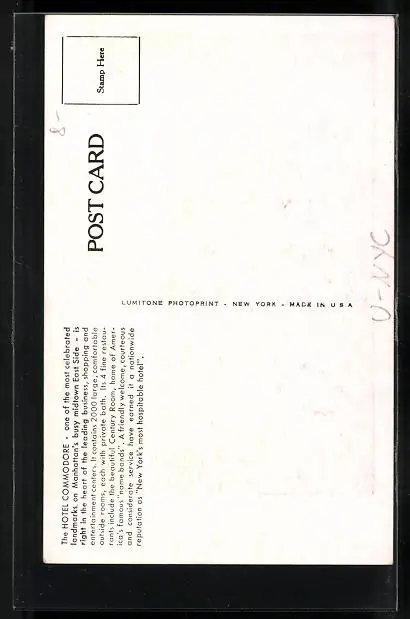 The HOTEL COMMODORE - one of the most celebrated
landmarks on Manhattan's busy midtown East Side - is
right in the heart of the leading business, shopping and
entertainment centers. It contains 2000 large, comfortable
outside rooms, each with private bath. Its 4 fine restau-
rants include the beautiful Century Room, home of Amer-
ica's famous "name bands". A friendly welcome, courteous
and considerate service have earned it a nationwide
reputation as "New York's most hospitable hotel".
POST CARD
Stamp Here
8-
LUMITONE PHOTOPRINT - NEW YORK - MADE IN U S A
U-NYC